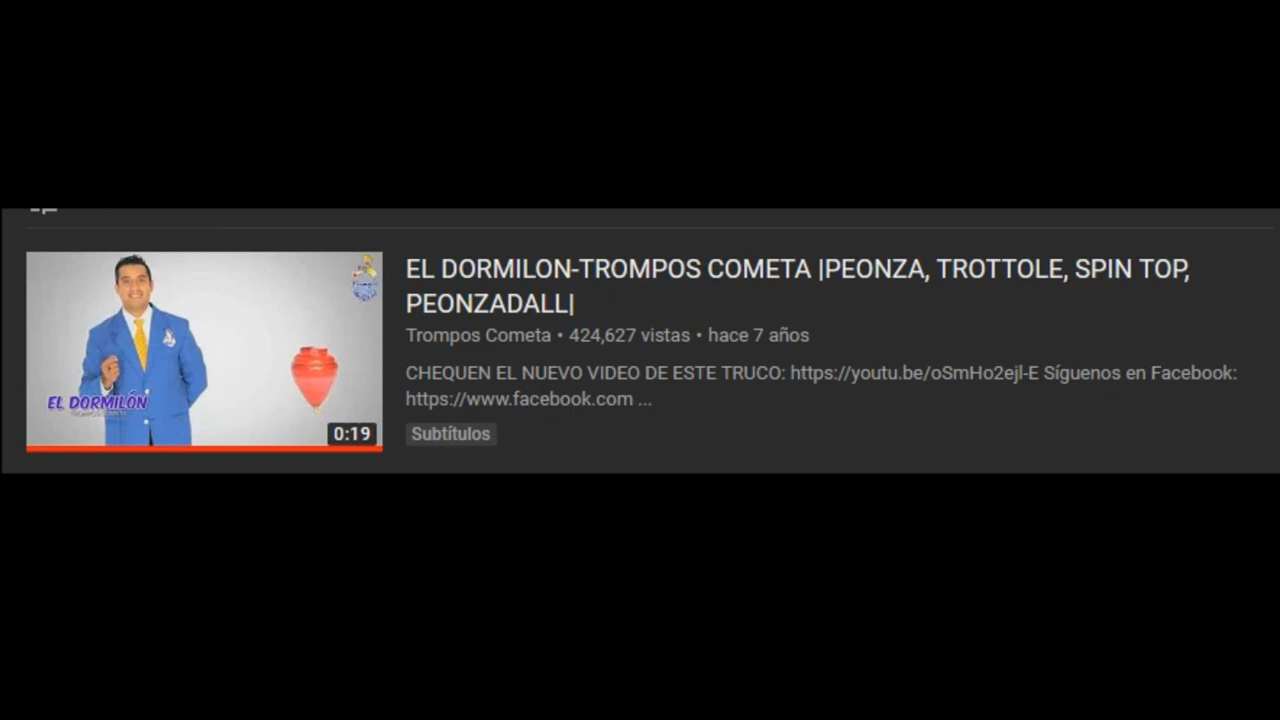 EL DORMILÓN
0:19
EL DORMILON-TROMPOS COMETA |PEONZA, TROTTOLE, SPIN TOP,
PEONZADALL|
Trompos Cometa • 424,627 vistas • hace 7 años
CHEQUEN EL NUEVO VIDEO DE ESTE TRUCO: https://youtu.be/oSmHo2ejl-E Síguenos en Facebook:
https://www.facebook.com ...
Subtítulos